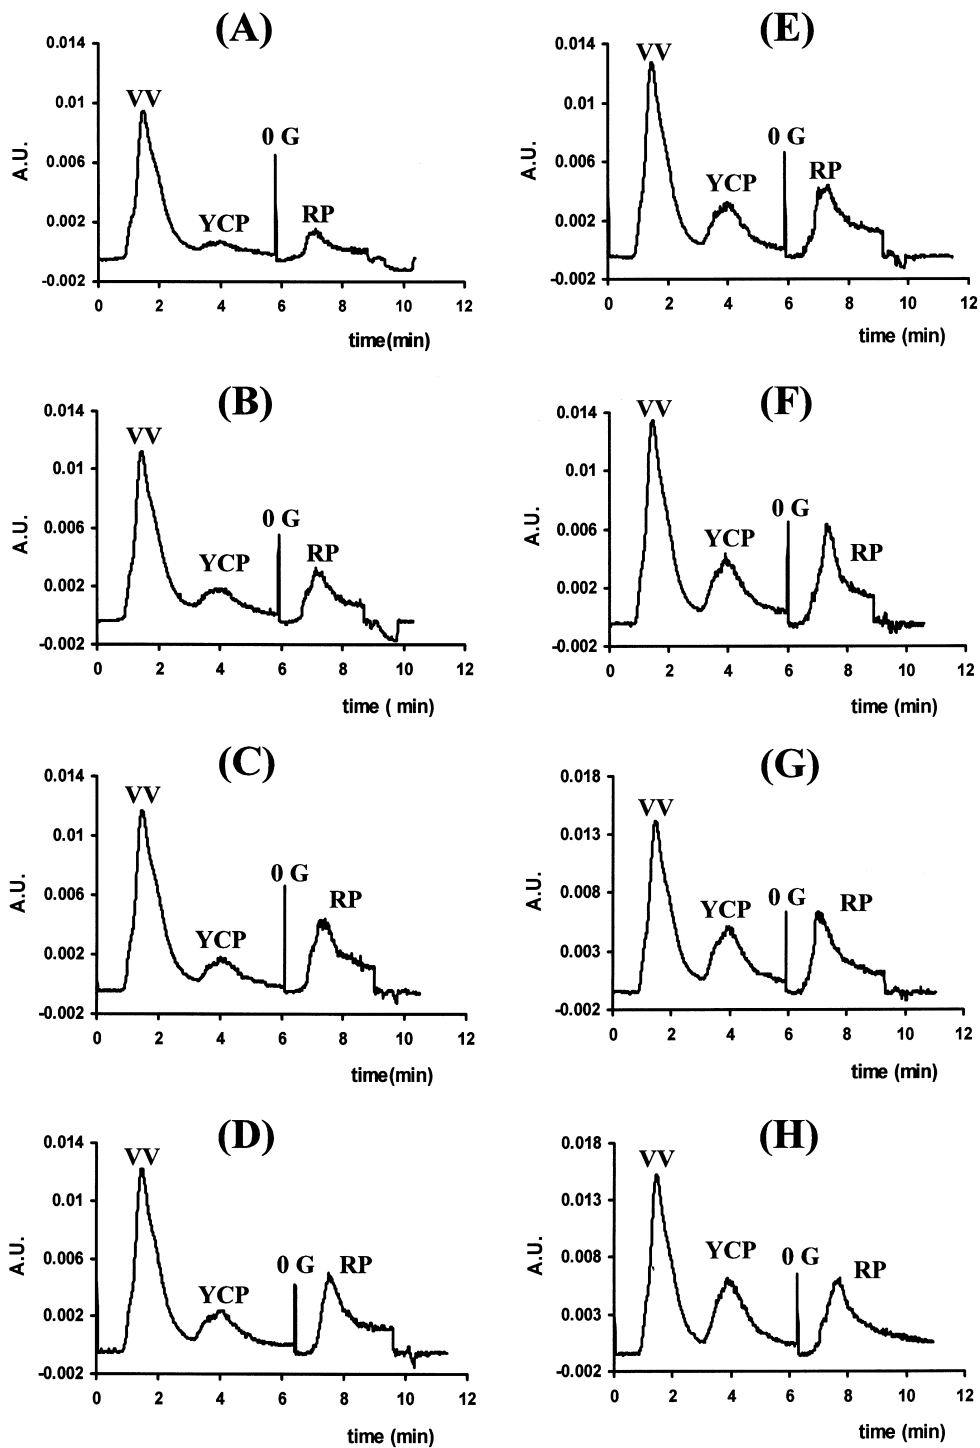 (A)
0.014
0.01
0.006
0.002
-0.002
A.U.
VV
YCP
0 G
RP
0 2 4 6 8 10 12
time(min)
(E)
0.014
0.01
0.006
0.002
-0.002
A.U.
VV
YCP
0 G
RP
0 2 4 6 8 10 12
time (min)
(B)
0.014
0.01
0.006
0.002
-0.002
A.U.
VV
YCP
0 G
RP
0 2 4 6 8 10 12
time ( min)
(F)
0.014
0.01
0.006
0.002
-0.002
A.U.
VV
YCP
0 G
RP
0 2 4 6 8 10 12
time (min)
(C)
0.014
0.01
0.006
0.002
-0.002
A.U.
VV
YCP
0 G
RP
0 2 4 6 8 10 12
time(min)
(G)
0.018
0.013
0.008
0.003
-0.002
A.U.
VV
YCP
0 G
RP
0 2 4 6 8 10 12
time (min)
(D)
0.014
0.01
0.006
0.002
-0.002
A.U.
VV
YCP
0 G
RP
0 2 4 6 8 10 12
time (min)
(H)
0.018
0.013
0.008
0.003
-0.002
A.U.
VV
YCP
0 G
RP
0 2 4 6 8 10 12
time (min)